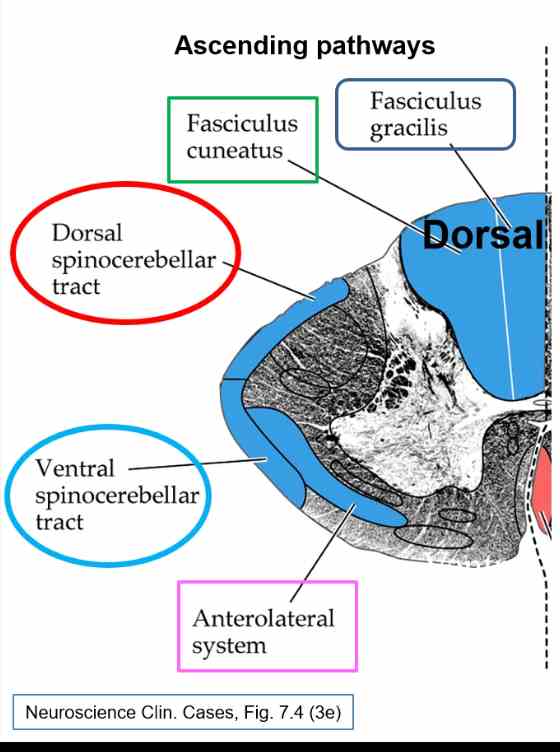 Ascending pathways
Fasciculus
gracilis
Fasciculus
cuneatus
Dorsal
Dorsal
spinocerebellar
tract
Ventral
spinocerebellar
tract
Anterolateral
system
Neuroscience Clin. Cases, Fig. 7.4 (3e)